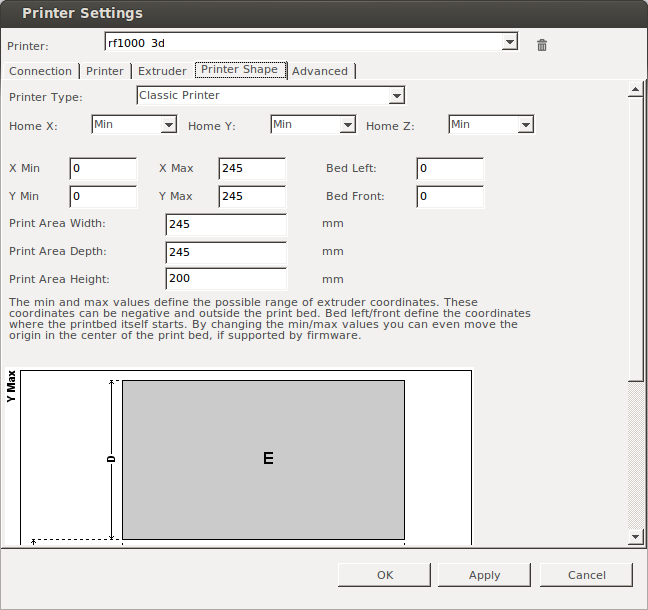 Printer Settings
Printer: rf1000_3d
Connection Printer Extruder Printer Shape Advanced
Printer Type: Classic Printer
Home X: Min Home Y: Min Home Z: Min
X Min 0 X Max 245 Bed Left: 0
Y Min 0 Y Max 245 Bed Front: 0
Print Area Width: 245 mm
Print Area Depth: 245 mm
Print Area Height: 200 mm
The min and max values define the possible range of extruder coordinates. These
coordinates can be negative and outside the print bed. Bed left/front define the coordinates
where the printbed itself starts. By changing the min/max values you can even move the
origin in the center of the print bed, if supported by firmware.
Y Max
D
E
OK Apply Cancel